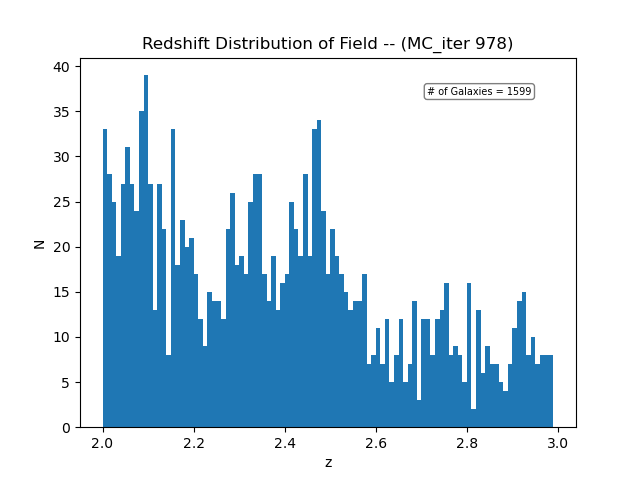 Redshift Distribution of Field -- (MC_iter 978)
# of Galaxies = 1599
40
35
30
25
20
15
10
5
0
N
2.0 2.2 2.4 2.6 2.8 3.0
z